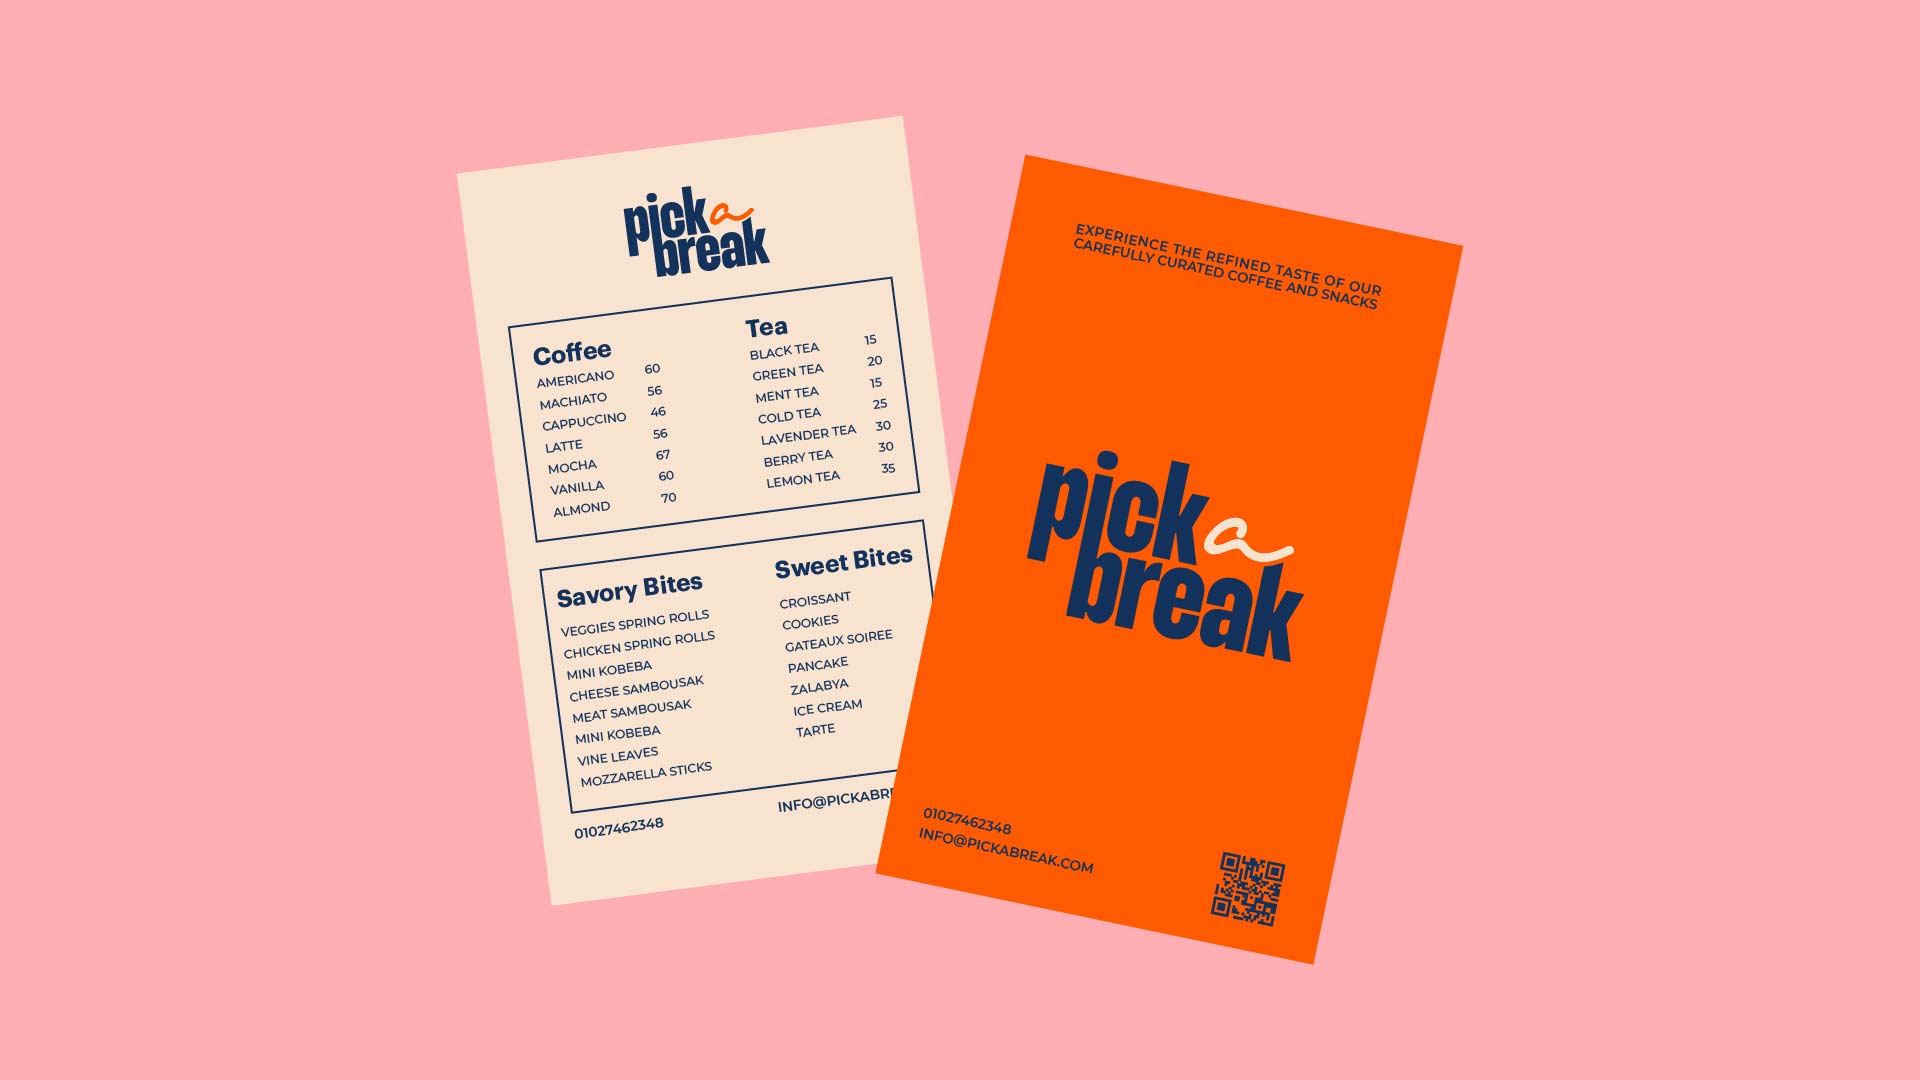 pick a
break
Coffee
AMERICANO 60
MACHIATO 56
CAPPUCCINO 46
LATTE 56
MOCHA 67
VANILLA 60
ALMOND 70
Tea
BLACK TEA 15
GREEN TEA 20
MENT TEA 15
COLD TEA 25
LAVENDER TEA 30
BERRY TEA 30
LEMON TEA 35
Savory Bites
VEGGIES SPRING ROLLS
CHICKEN SPRING ROLLS
MINI KOBEBA
CHEESE SAMBOUSAK
MEAT SAMBOUSAK
MINI KOBEBA
VINE LEAVES
MOZZARELLA STICKS
Sweet Bites
CROISSANT
COOKIES
GATEAUX SOIREE
PANCAKE
ZALABYA
ICE CREAM
TARTE
01027462348
EXPERIENCE THE REFINED TASTE OF OUR
CAREFULLY CURATED COFFEE AND SNACKS
pick a
break
01027462348
INFO@PICKABREAK.COM